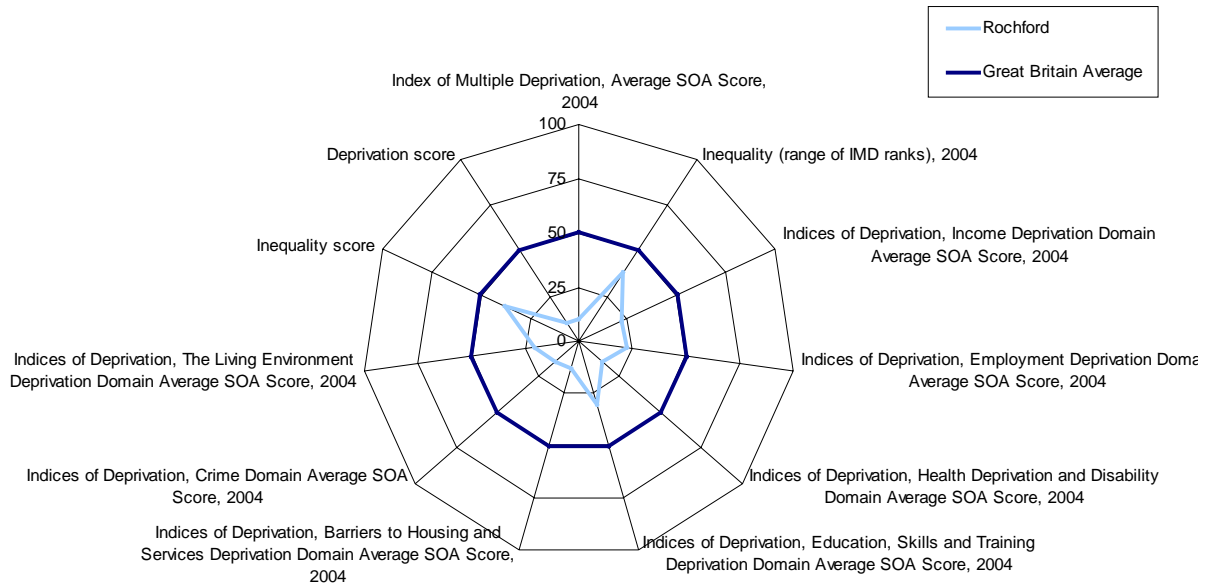 Rochford
Great Britain Average
Index of Multiple Deprivation, Average SOA Score,
2004
100
75
50
25
0
Inequality (range of IMD ranks), 2004
Indices of Deprivation, Income Deprivation Domain
Average SOA Score, 2004
Indices of Deprivation, Employment Deprivation Doma
Average SOA Score, 2004
Indices of Deprivation, Health Deprivation and Disability
Domain Average SOA Score, 2004
Indices of Deprivation, Education, Skills and Training
Deprivation Domain Average SOA Score, 2004
Indices of Deprivation, Barriers to Housing and
Services Deprivation Domain Average SOA Score,
2004
Indices of Deprivation, Crime Domain Average SOA
Score, 2004
Indices of Deprivation, The Living Environment
Deprivation Domain Average SOA Score, 2004
Inequality score
Deprivation score